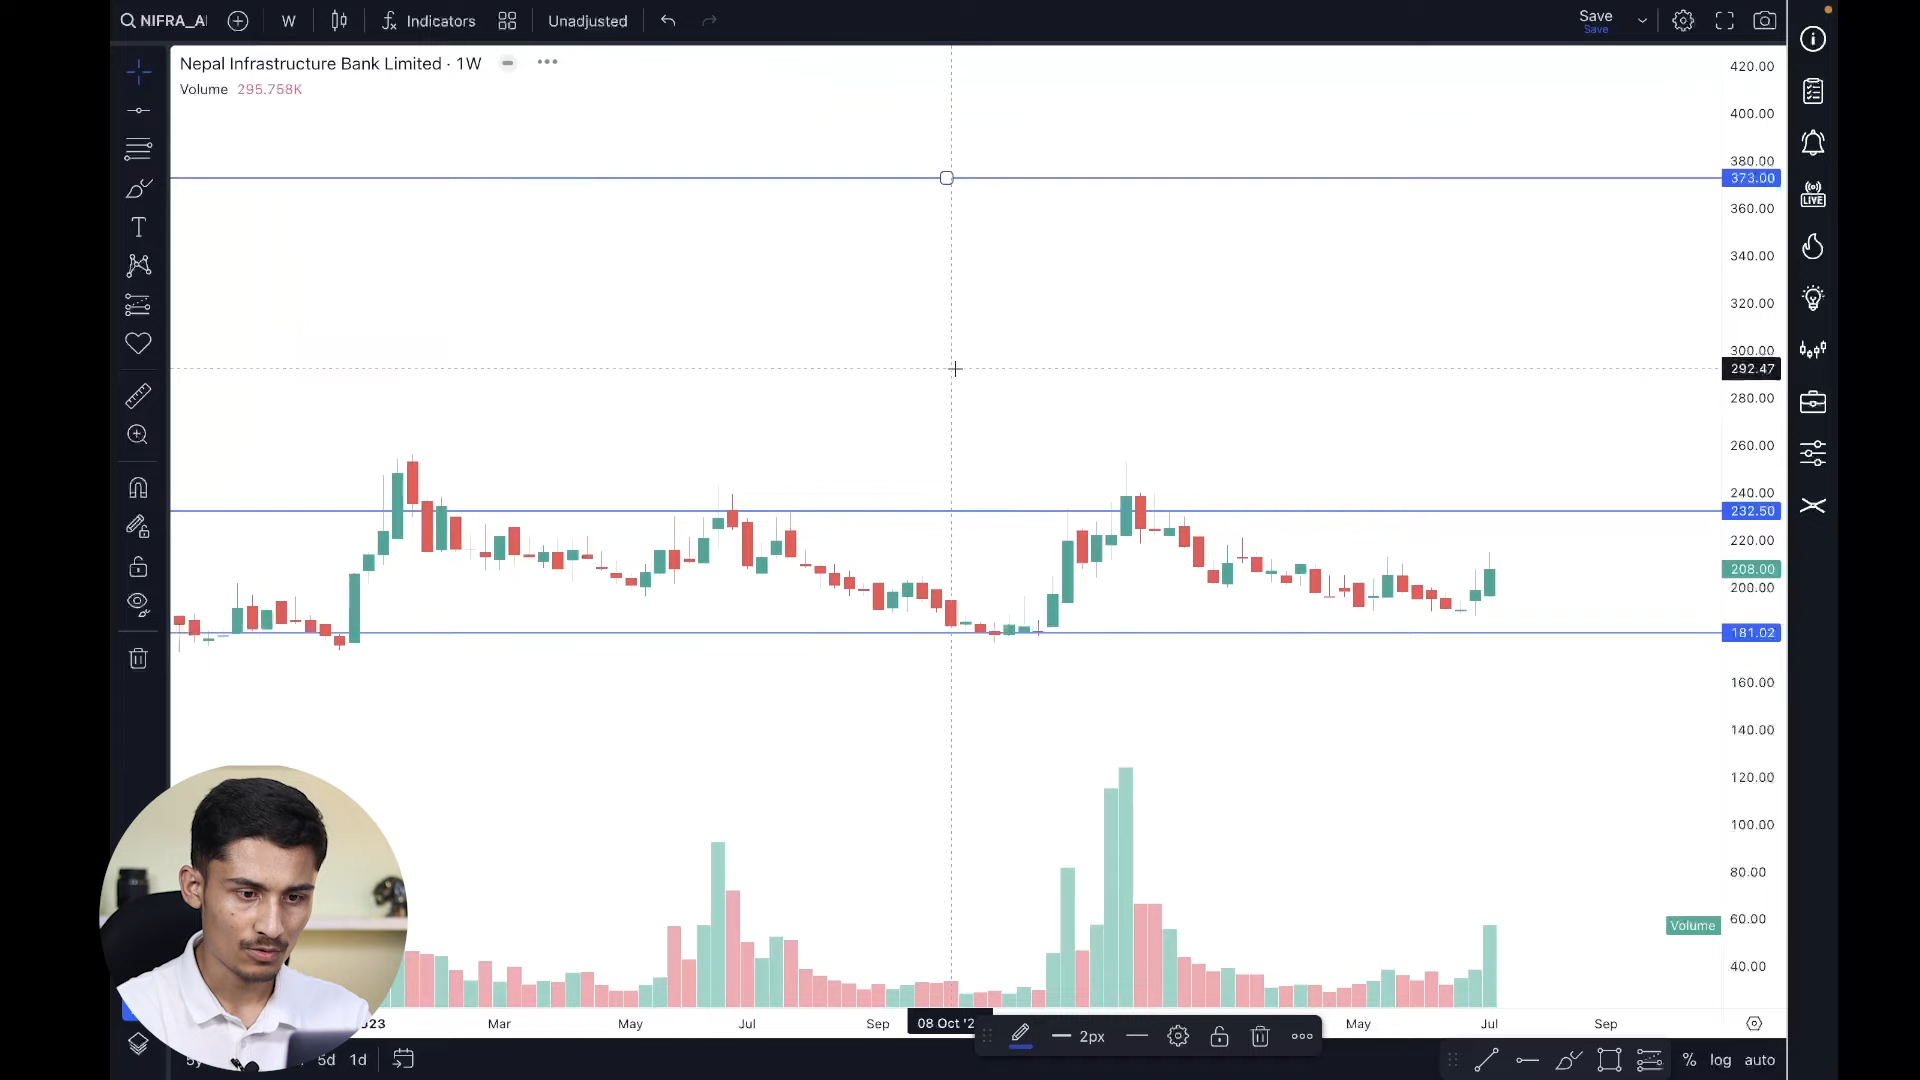 NIFRA_A
W
Indicators
Unadjusted
Save
Save
Nepal Infrastructure Bank Limited · 1W
Volume 295.758K
LIVE
420.00
400.00
380.00
373.00
360.00
340.00
320.00
300.00
292.47
280.00
260.00
240.00
232.50
220.00
208.00
200.00
181.02
160.00
140.00
120.00
100.00
80.00
60.00
40.00
Volume
Mar
May
Jul
Sep
08 Oct '2
May
Jul
Sep
2px
5d
1d
%
log
auto